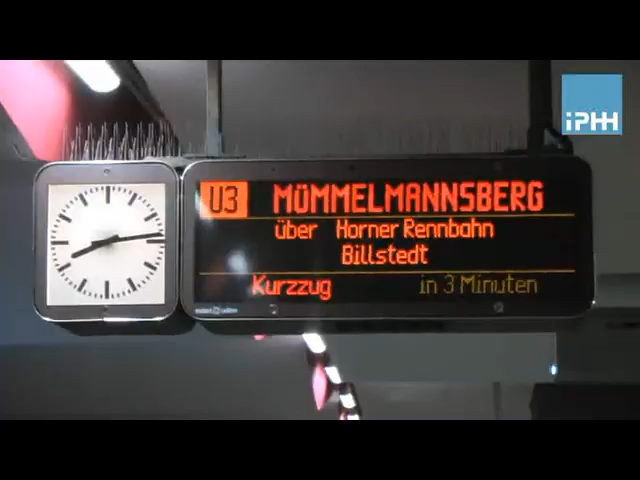 iPHH
U3 MÜMMELMANNSBERG
über Horner Rennbahn
Billstedt
Kurzzug in 3 Minuten